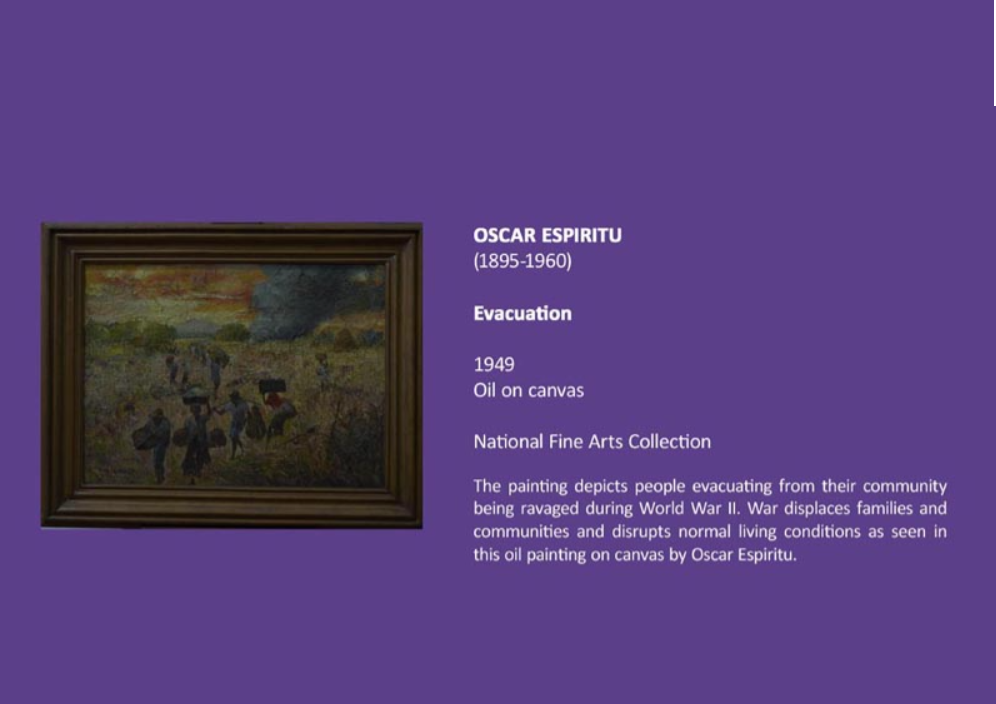 OSCAR ESPIRITU
(1895-1960)
Evacuation
1949
Oil on canvas
National Fine Arts Collection
The painting depicts people evacuating from their community
being ravaged during World War II. War displaces families and
communities and disrupts normal living conditions as seen in
this oil painting on canvas by Oscar Espiritu.